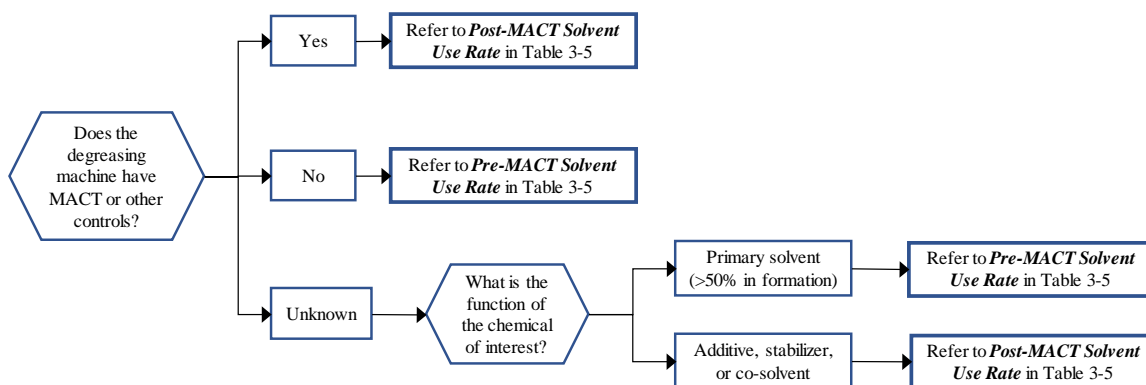 Does the
degreasing
machine have
MACT or other
controls?
Yes
Refer to Post-MACT Solvent
Use Rate in Table 3-5
No
Refer to Pre-MACT Solvent
Use Rate in Table 3-5
Unknown
What is the
function of
the chemical
of interest?
Primary solvent
(>50% in formation)
Refer to Pre-MACT Solvent
Use Rate in Table 3-5
Additive, stabilizer,
or co-solvent
Refer to Post-MACT Solvent
Use Rate in Table 3-5